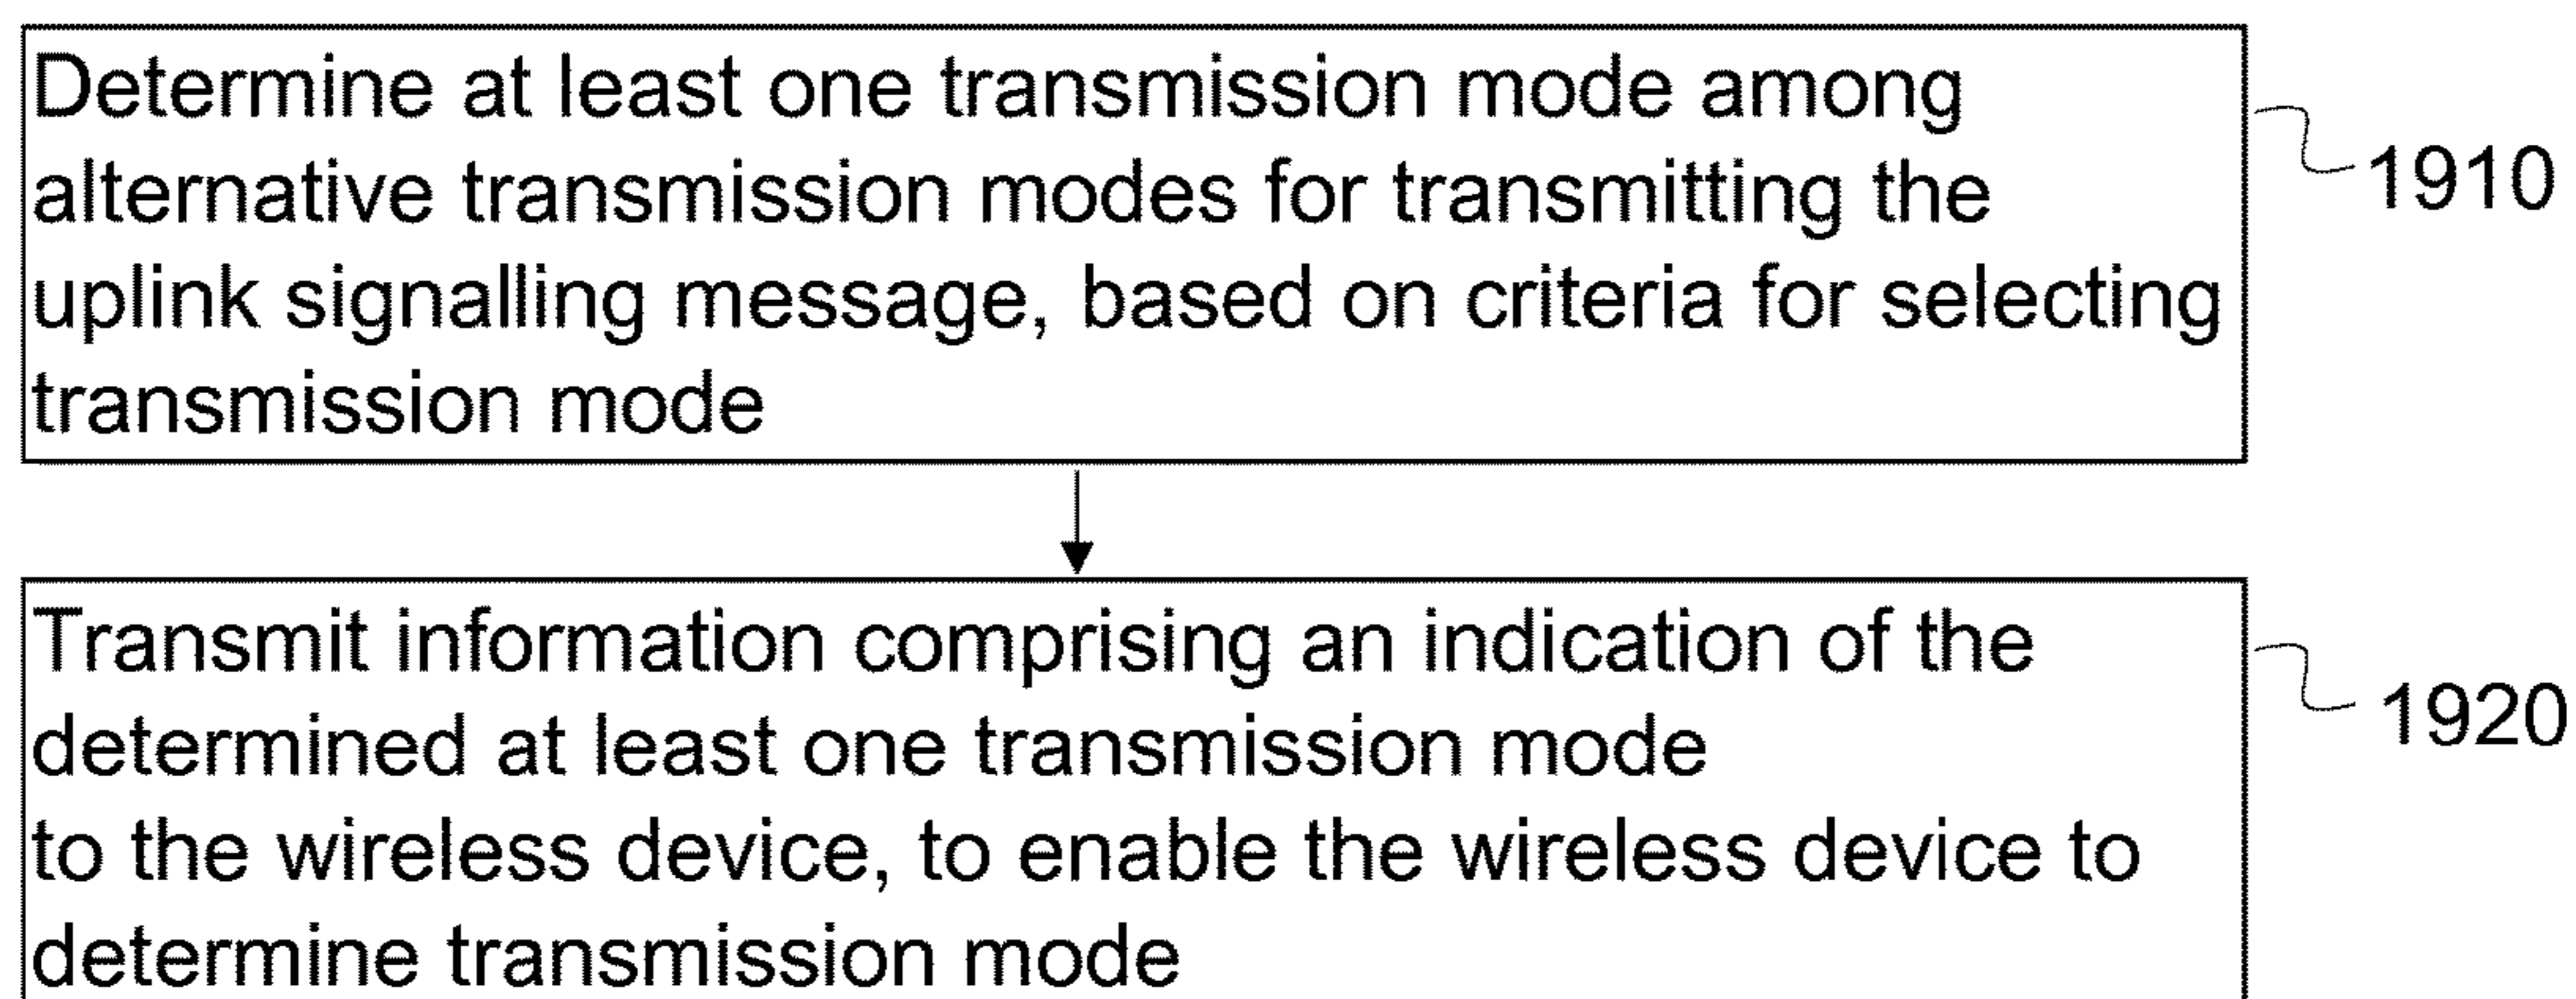 Determine at least one transmission mode among
alternative transmission modes for transmitting the
uplink signalling message, based on criteria for selecting
transmission mode
1910
Transmit information comprising an indication of the
determined at least one transmission mode
to the wireless device, to enable the wireless device to
determine transmission mode
1920